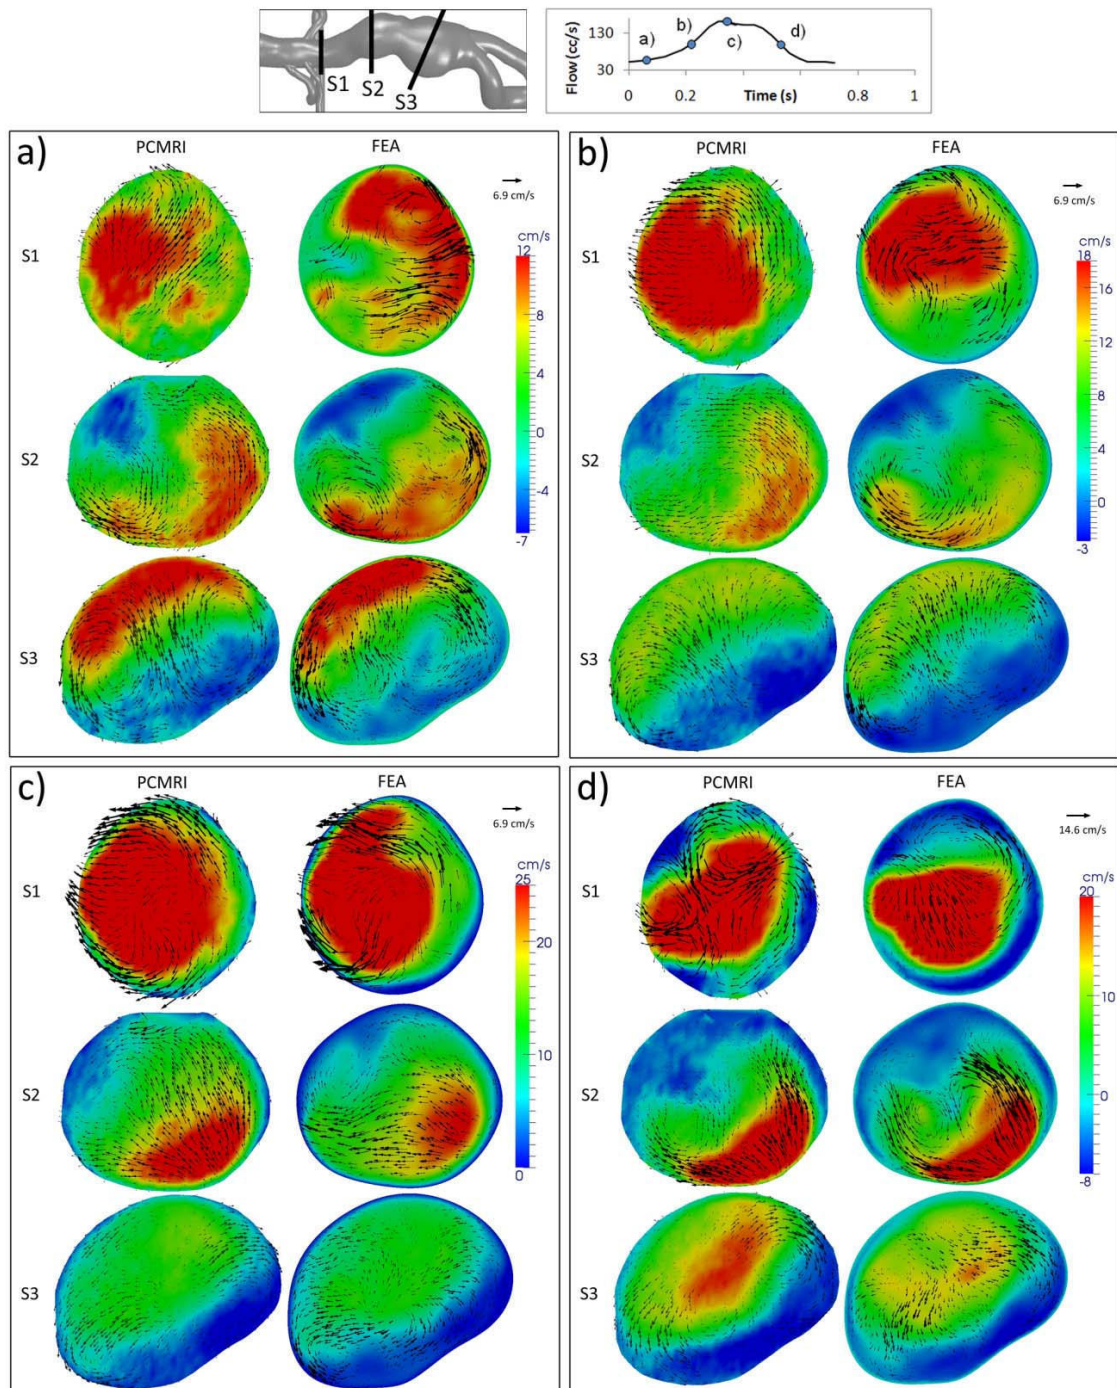 S1
S2
S3
Flow (cc/s)
130
30
a)
b)
c)
d)
0
0.2
Time (s)
0.8
1
a)
PCMRI
FEA
6.9 cm/s
S1
cm/s
12
8
4
0
-4
-7
S2
S3
b)
PCMRI
FEA
6.9 cm/s
S1
cm/s
18
16
12
8
4
0
-3
S2
S3
c)
PCMRI
FEA
6.9 cm/s
S1
cm/s
25
20
10
0
S2
S3
d)
PCMRI
FEA
14.6 cm/s
S1
cm/s
20
10
0
-8
S2
S3